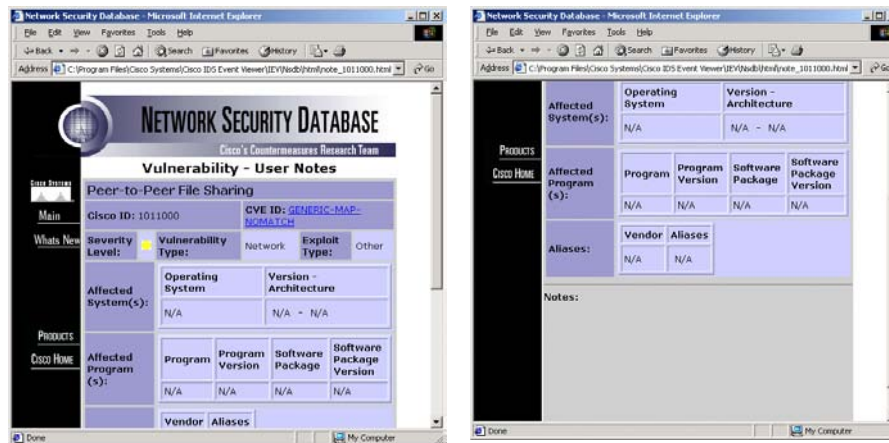 Network Security Database - Microsoft Internet Explorer
File Edit View Favorites Tools Help
Back Search Favorites History
Address C:\Program Files\Cisco Systems\Cisco IDS Event Viewer\IEV\Nsdb\html\note_1011000.html Go
NETWORK SECURITY DATABASE
Cisco's Countermeasures Research Team
Vulnerability - User Notes
CISCO SYSTEMS
Main
Whats New
PRODUCTS
CISCO HOME
Peer-to-Peer File Sharing
Cisco ID: 1011000 CVE ID: GENERIC-MAP-NOMATCH
Severity Level: Vulnerability Type: Network Exploit Type: Other
Affected System(s):
Operating System Version - Architecture
N/A N/A - N/A
Affected Program (s):
Program Program Version Software Package Software Package Version
N/A N/A N/A N/A
Vendor Aliases
Done My Computer
Network Security Database - Microsoft Internet Explorer
File Edit View Favorites Tools Help
Back Search Favorites History
Address C:\Program Files\Cisco Systems\Cisco IDS Event Viewer\IEV\Nsdb\html\note_1011000.html Go
PRODUCTS
CISCO HOME
Affected System(s):
Operating System Version - Architecture
N/A N/A - N/A
Affected Program (s):
Program Program Version Software Package Software Package Version
N/A N/A N/A N/A
Aliases:
Vendor Aliases
N/A N/A
Notes:
Done My Computer